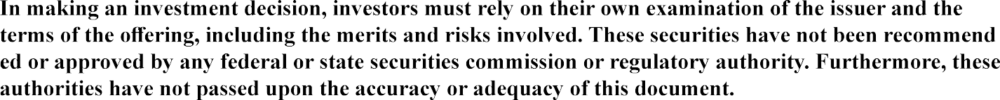 In making an investment decision, investors must rely on their own examination of the issuer and the
terms of the offering, including the merits and risks involved. These securities have not been recommend
ed or approved by any federal or state securities commission or regulatory authority. Furthermore, these
authorities have not passed upon the accuracy or adequacy of this document.